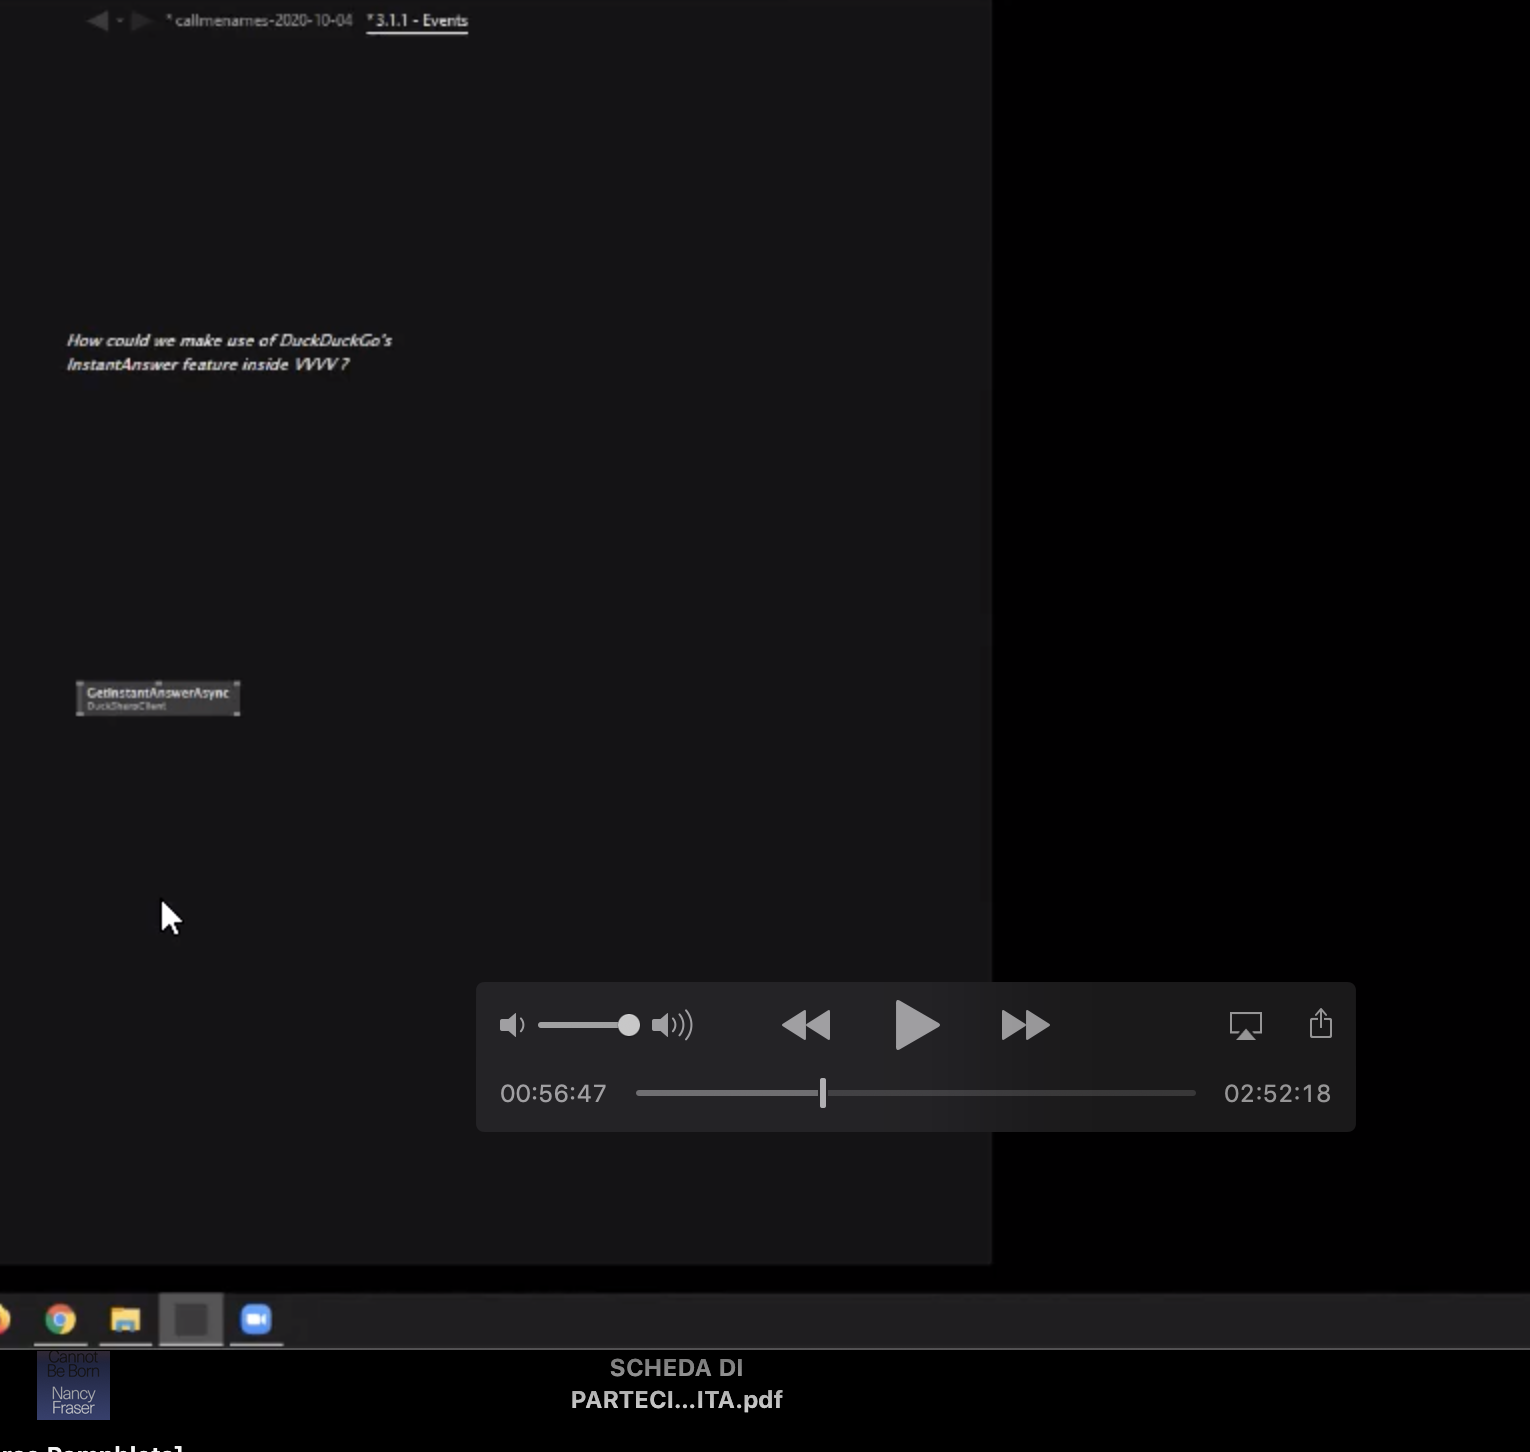 * callmenames-2020-10-04 * 3.1.1 - Events
How could we make use of DuckDuckGo's
InstantAnswer feature inside VVVV ?
GetInstantAnswerAsync
DuckSharpClient
00:56:47 02:52:18
Cannot
Be Born
Nancy
Fraser
SCHEDA DI
PARTECI...ITA.pdf